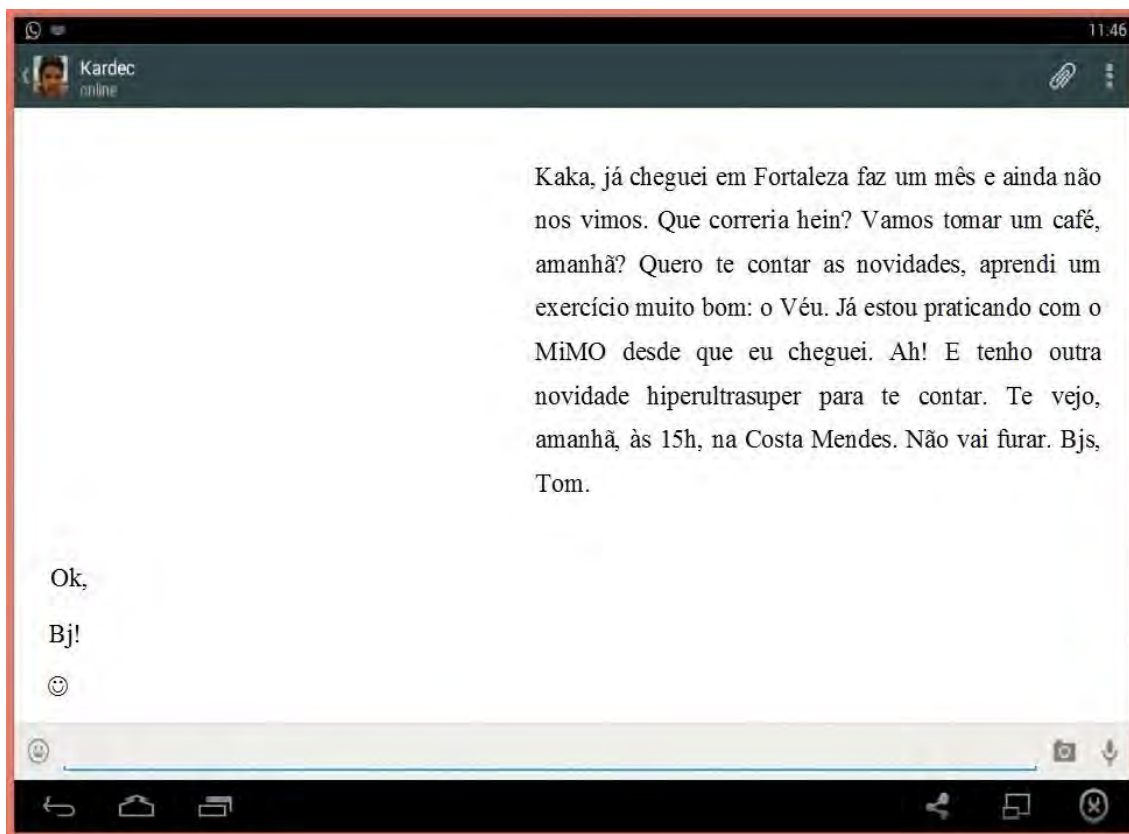 11:46
Kardec
online
Kaka, já cheguei em Fortaleza faz um mês e ainda não
nos vimos. Que correria hein? Vamos tomar um café,
amanhã? Quero te contar as novidades, aprendi um
exercício muito bom: o Véu. Já estou praticando com o
MiMO desde que eu cheguei. Ah! E tenho outra
novidade hiperultrasuper para te contar. Te vejo,
amanhã, às 15h, na Costa Mendes. Não vai furar. Bjs,
Tom.
Ok,
Bj!
☺